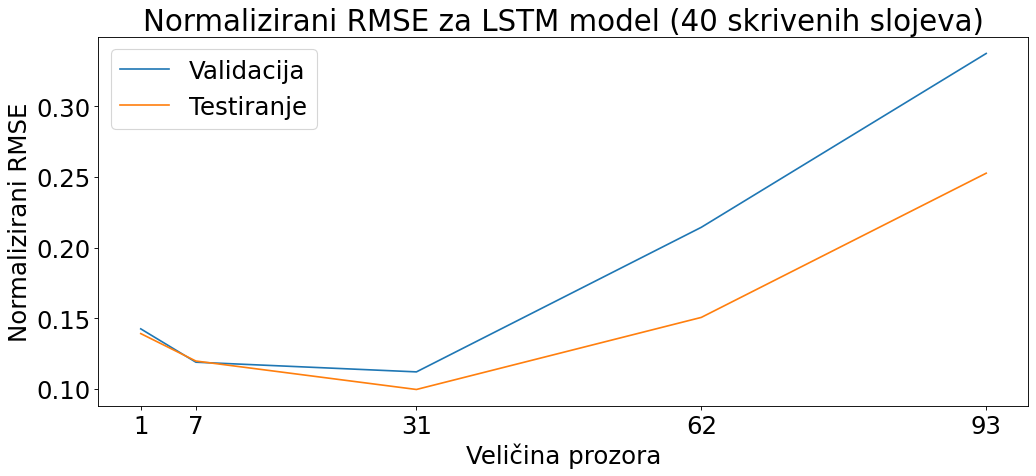 Normalizirani RMSE za LSTM model (40 skrivenih slojeva)
Validacija
Testiranje
Normalizirani RMSE
0.30
0.25
0.20
0.15
0.10
1 7 31 62 93
Veličina prozora